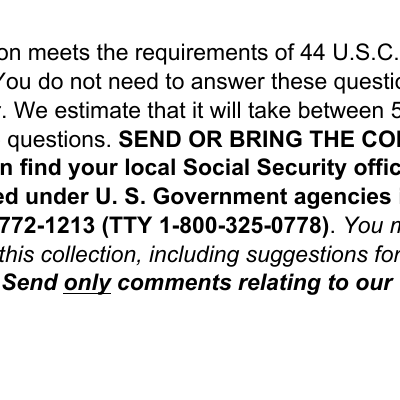 on meets the requirements of 44 U.S.C.
You do not need to answer these questi
. We estimate that it will take between 5
questions. SEND OR BRING THE CO
n find your local Social Security offic
ed under U. S. Government agencies
772-1213 (TTY 1-800-325-0778). You m
this collection, including suggestions for
Send only comments relating to our